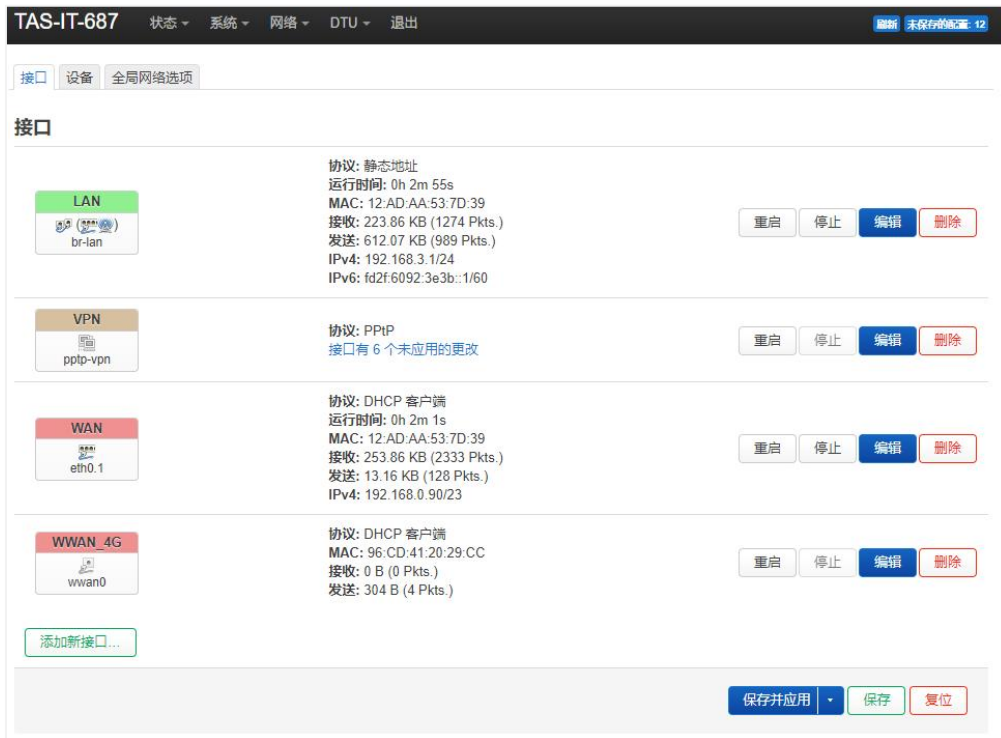 TAS-IT-687 状态 系统 网络 DTU 退出 刷新 未保存的配置: 12
接口 设备 全局网络选项
接口
LAN
br-lan
协议: 静态地址
运行时间: 0h 2m 55s
MAC: 12:AD:AA:53:7D:39
接收: 223.86 KB (1274 Pkts.)
发送: 612.07 KB (989 Pkts.)
IPv4: 192.168.3.1/24
IPv6: fd2f:6092:3e3b::1/60
重启 停止 编辑 删除
VPN
pptp-vpn
协议: PPtP
接口有 6 个未应用的更改
重启 停止 编辑 删除
WAN
eth0.1
协议: DHCP 客户端
运行时间: 0h 2m 1s
MAC: 12:AD:AA:53:7D:39
接收: 253.86 KB (2333 Pkts.)
发送: 13.16 KB (128 Pkts.)
IPv4: 192.168.0.90/23
重启 停止 编辑 删除
WWAN_4G
wwan0
协议: DHCP 客户端
MAC: 96:CD:41:20:29:CC
接收: 0 B (0 Pkts.)
发送: 304 B (4 Pkts.)
重启 停止 编辑 删除
添加新接口...
保存并应用 保存 复位